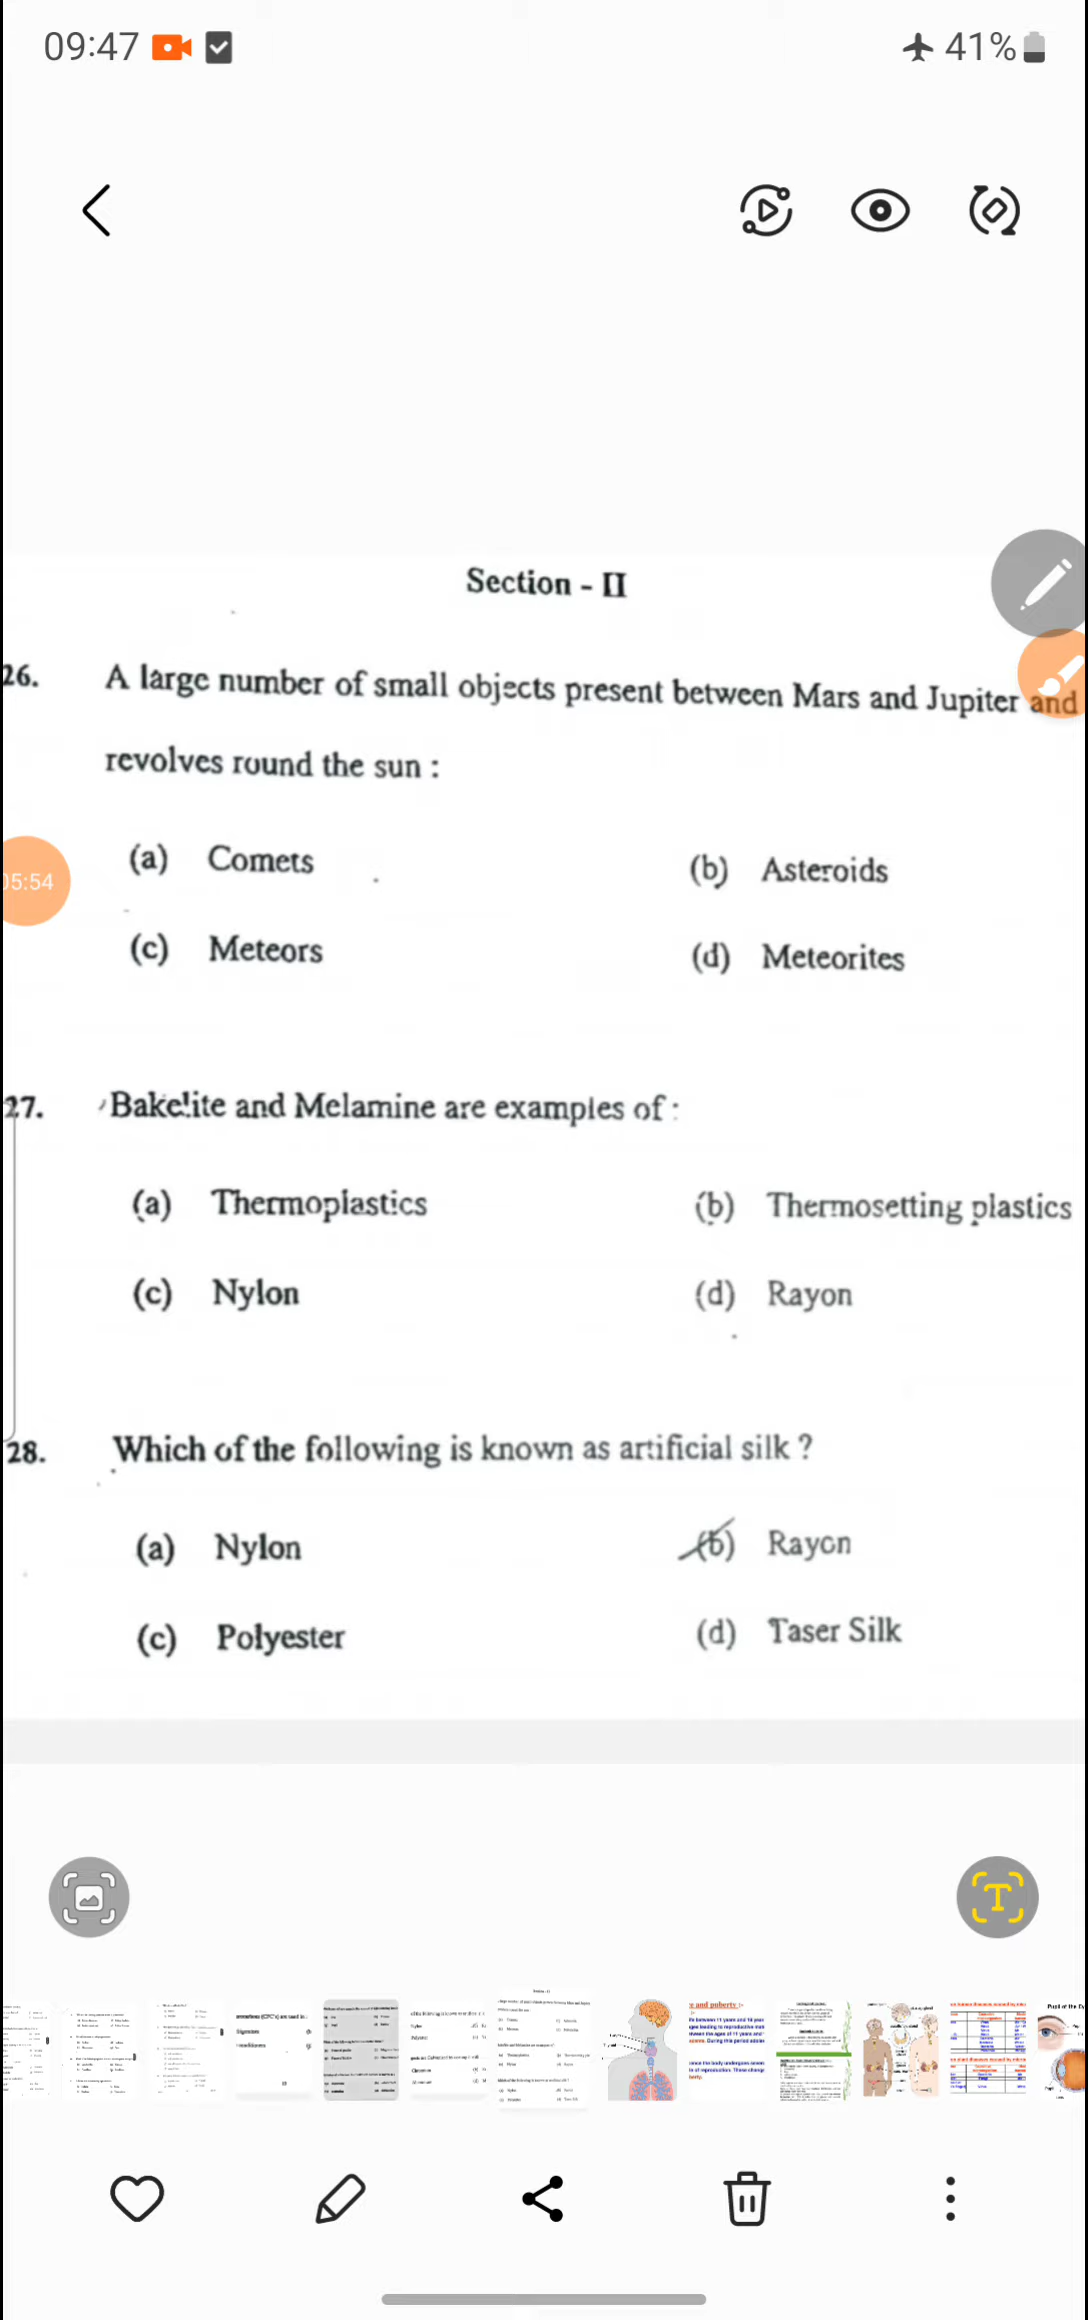 09:47
41%
Section - II
26. A large number of small objects present between Mars and Jupiter and
revolves round the sun :
(a) Comets (b) Asteroids
(c) Meteors (d) Meteorites
05:54
27. Bakelite and Melamine are examples of :
(a) Thermoplastics (b) Thermosetting plastics
(c) Nylon (d) Rayon
28. Which of the following is known as artificial silk ?
(a) Nylon (b) Rayon
(c) Polyester (d) Taser Silk
T
e and puberty :-